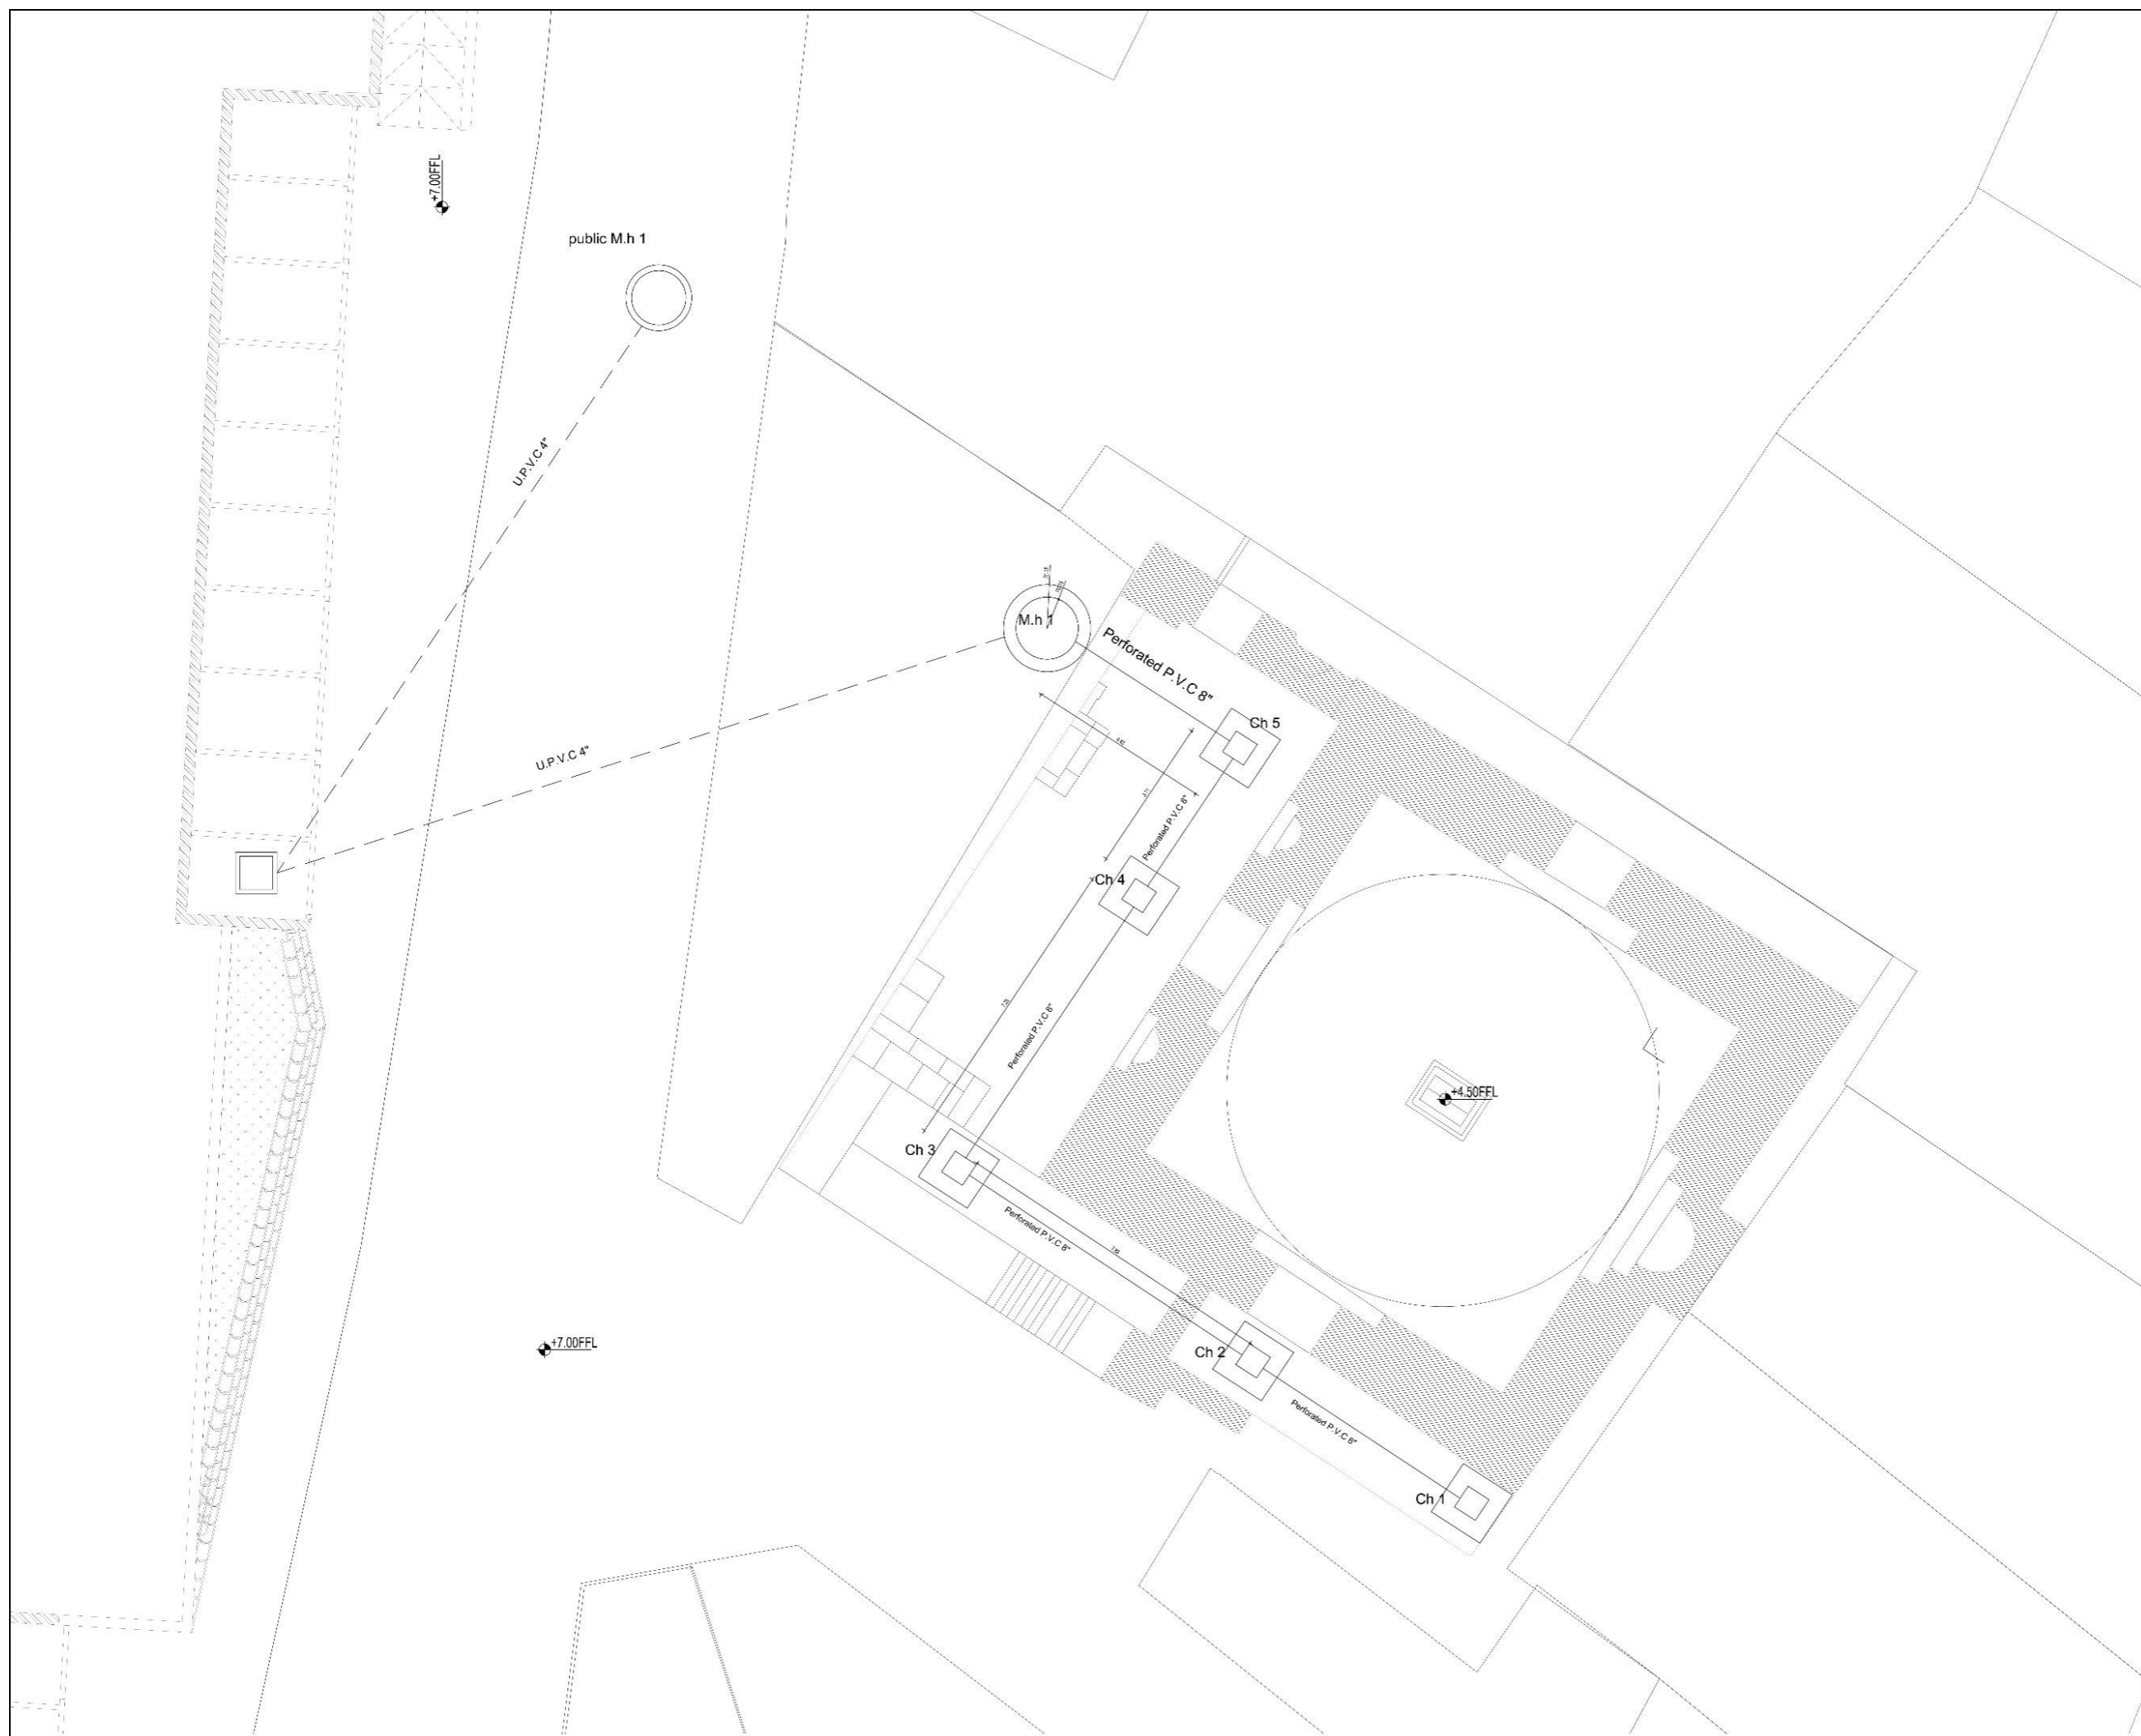 +7.00FFL
public M.h 1
U.P.V.C 4"
M.h 1
Perforated P.V.C 8"
Ch 5
U.P.V.C 4"
Perforated P.V.C 8"
Ch 4
Perforated P.V.C 8"
+4.50FFL
Ch 3
Perforated P.V.C 8"
+7.00FFL
Ch 2
Perforated P.V.C 8"
Ch 1